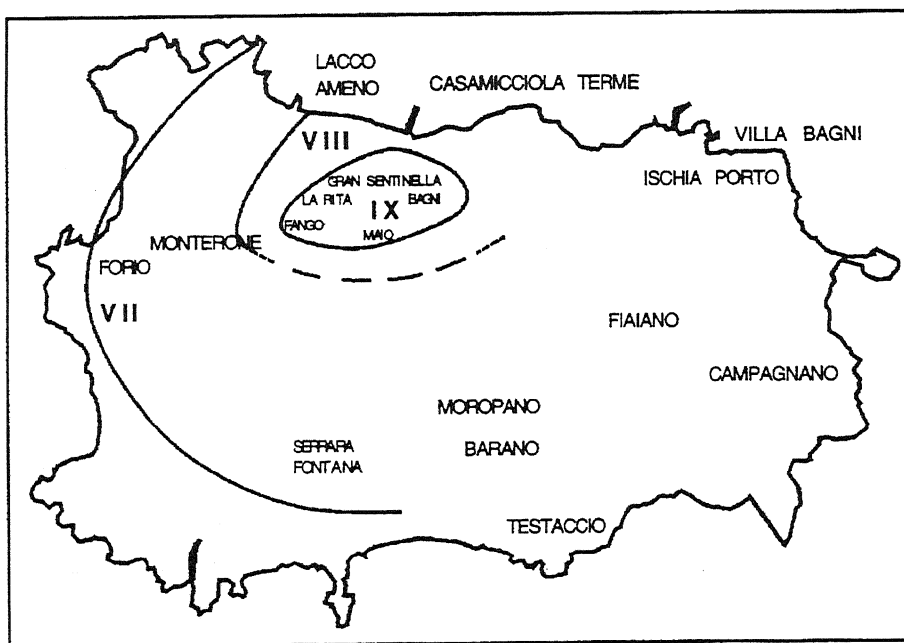 LACCO
AMENO
CASAMICCIOLA TERME
VIII
VILLA BAGNI
ISCHIA PORTO
GRAN SENTINELLA
LA RITA
IX
BAGNI
FANGO
MAIO
MONTERONE
FORIO
VII
FIAIANO
CAMPAGNANO
MOROPANO
SERRARA
FONTANA
BARANO
TESTACCIO